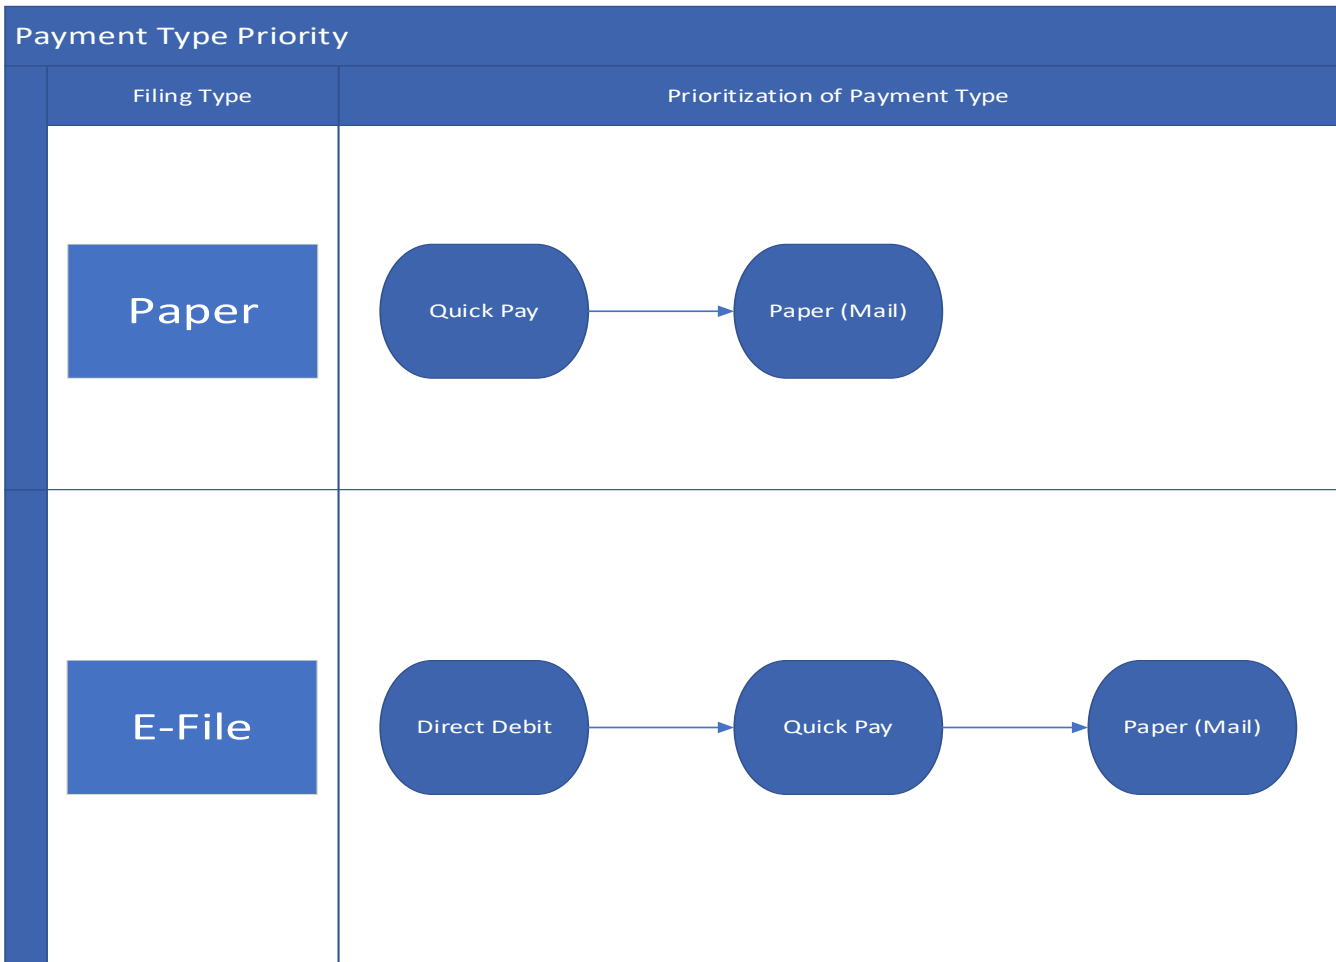 Payment Type Priority
Filing Type
Prioritization of Payment Type
Paper
Quick Pay
Paper (Mail)
E-File
Direct Debit
Quick Pay
Paper (Mail)